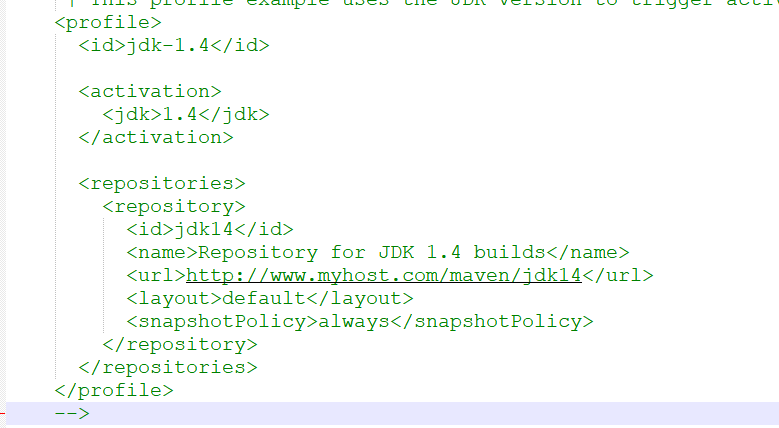 | This profile example uses the JDK version to trigger acti
<profile>
<id>jdk-1.4</id>
<activation>
<jdk>1.4</jdk>
</activation>
<repositories>
<repository>
<id>jdk14</id>
<name>Repository for JDK 1.4 builds</name>
<url>http://www.myhost.com/maven/jdk14</url>
<layout>default</layout>
<snapshotPolicy>always</snapshotPolicy>
</repository>
</repositories>
</profile>
-->